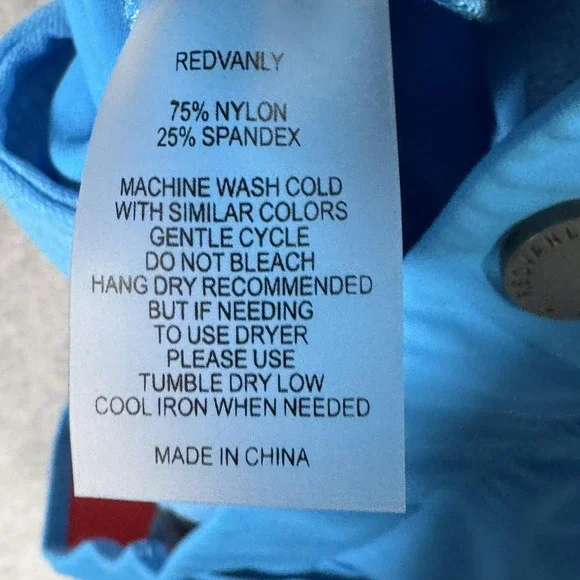 REDVANLY
75% NYLON
25% SPANDEX
MACHINE WASH COLD
WITH SIMILAR COLORS
GENTLE CYCLE
DO NOT BLEACH
HANG DRY RECOMMENDED
BUT IF NEEDING
TO USE DRYER
PLEASE USE
TUMBLE DRY LOW
COOL IRON WHEN NEEDED
MADE IN CHINA